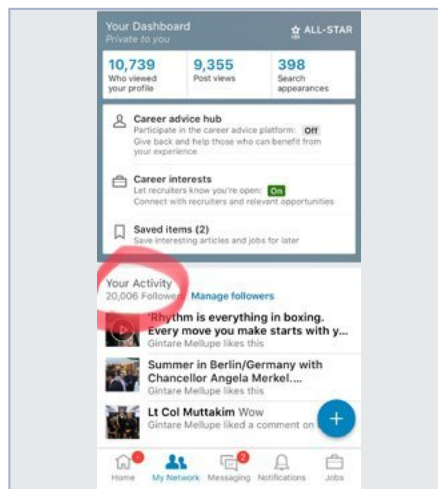 Your Dashboard
Private to you
ALL-STAR
10,739
Who viewed
your profile
9,355
Post views
398
Search
appearances
Career advice hub
Participate in the career advice platform: Off
Give back and help those who can benefit from
your experience
Career interests
Let recruiters know you're open: On
Connect with recruiters and relevant opportunities
Saved items (2)
Save interesting articles and jobs for later
Your Activity
20,006 Followers Manage followers
'Rhythm is everything in boxing.
Every move you make starts with y...
Gintare Mellupe likes this
Summer in Berlin/Germany with
Chancellor Angela Merkel....
Gintare Mellupe likes this
Lt Col Muttakim Wow
Gintare Mellupe liked a comment on
+
2
Home
My Network
Messaging
Notifications
Jobs